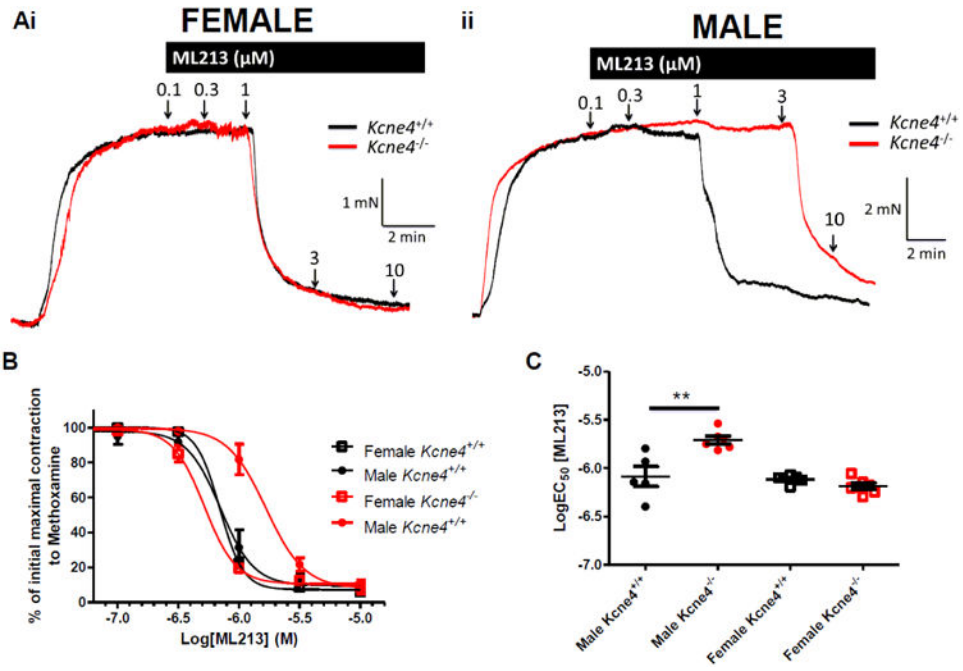 Ai
FEMALE
ML213 (µM)
0.1
0.3
1
Kcne4+/+
Kcne4-/-
1 mN
2 min
3
10
ii
MALE
ML213 (µM)
0.1
0.3
1
3
Kcne4+/+
Kcne4-/-
2 mN
2 min
10
B
% of initial maximal contraction
to Methoxamine
100
80
60
40
20
0
-7.0
-6.5
-6.0
-5.5
-5.0
Log[ML213] (M)
Female Kcne4+/+
Male Kcne4+/+
Female Kcne4-/-
Male Kcne4+/+
C
LogEC50 [ML213]
-5.0
-5.5
-6.0
-6.5
-7.0
**
Male Kcne4+/+
Male Kcne4-/-
Female Kcne4+/+
Female Kcne4-/-